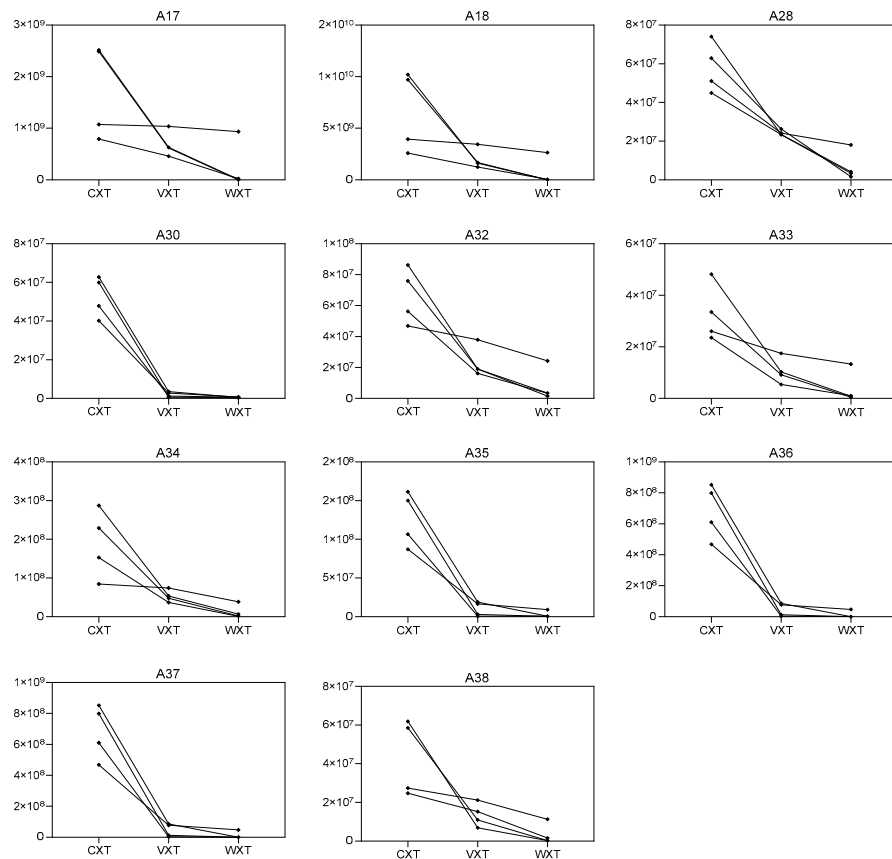 A17
3×10⁹
2×10⁹
1×10⁹
0
CXT VXT WXT
A18
2×10¹⁰
1×10¹⁰
5×10⁹
0
CXT VXT WXT
A28
8×10⁷
6×10⁷
4×10⁷
2×10⁷
0
CXT VXT WXT
A30
8×10⁷
6×10⁷
4×10⁷
2×10⁷
0
CXT VXT WXT
A32
1×10⁸
8×10⁷
6×10⁷
4×10⁷
2×10⁷
0
CXT VXT WXT
A33
6×10⁷
4×10⁷
2×10⁷
0
CXT VXT WXT
A34
4×10⁸
3×10⁸
2×10⁸
1×10⁸
0
CXT VXT WXT
A35
2×10⁸
2×10⁸
1×10⁸
5×10⁷
0
CXT VXT WXT
A36
1×10⁹
8×10⁸
6×10⁸
4×10⁸
2×10⁸
0
CXT VXT WXT
A37
1×10⁹
8×10⁸
6×10⁸
4×10⁸
2×10⁸
0
CXT VXT WXT
A38
8×10⁷
6×10⁷
4×10⁷
2×10⁷
0
CXT VXT WXT